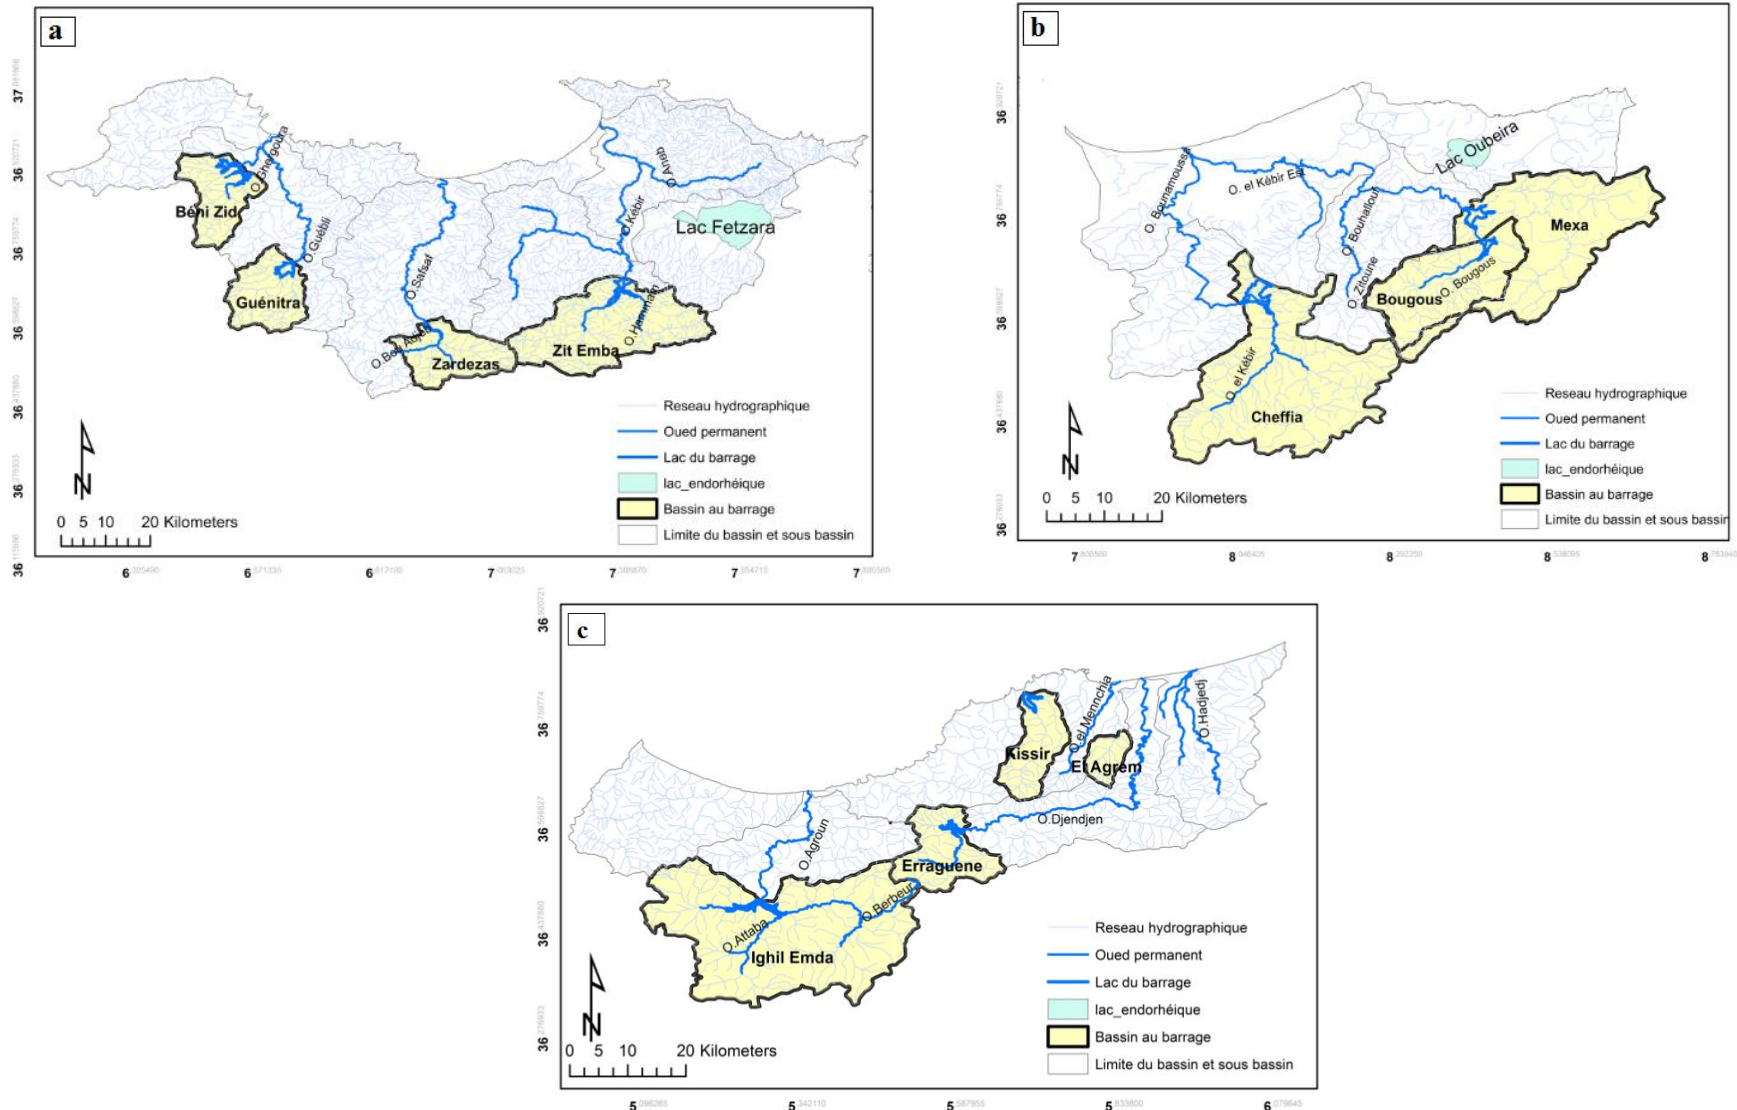 a
O.Gherġoura
O.Aneb
Béni Zid
O.Guébli
O.Kébir
Lac Fetzara
O.Safsaf
Guénitra
O.Hammam
Zit Emba
Zardezas
Reseau hydrographique
Oued permanent
Lac du barrage
lac_endorhéique
Bassin au barrage
Limite du bassin et sous bassin
N
0 5 10 20 Kilometers
b
Lac Oubeira
O. Bounamoussa
O. el Kébir Est
O. Bouhallouf
Mexa
O. Zitoune
O. Bougous
Bougous
O. el Kébir
Cheffia
Reseau hydrographique
Oued permanent
Lac du barrage
lac_endorhéique
Bassin au barrage
Limite du bassin et sous bassin
N
0 5 10 20 Kilometers
c
O.el Mennchia
O.Hadjedj
Kissir
El Agrem
O.Djendjen
O.Agroun
Erraguene
O.Berbeur
O.Attaba
Ighil Emda
Reseau hydrographique
Oued permanent
Lac du barrage
lac_endorhéique
Bassin au barrage
Limite du bassin et sous bassin
N
0 5 10 20 Kilometers